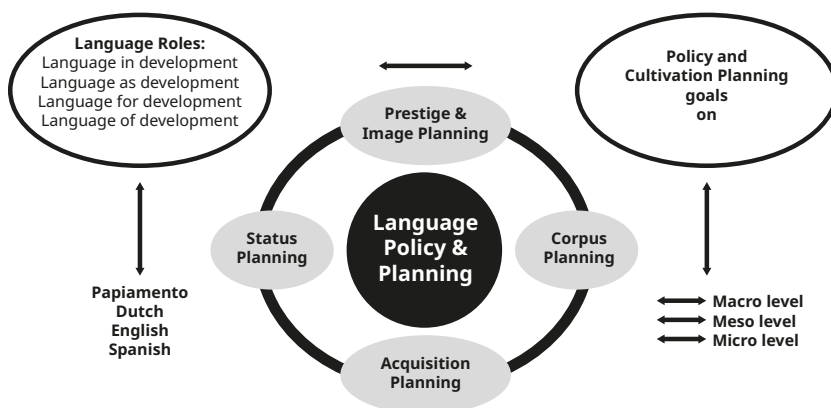 Language Roles:
Language in development
Language as development
Language for development
Language of development
Policy and
Cultivation Planning
goals
on
Prestige &
Image Planning
Status
Planning
Language
Policy &
Planning
Corpus
Planning
Papiamento
Dutch
English
Spanish
Macro level
Meso level
Micro level
Acquisition
Planning